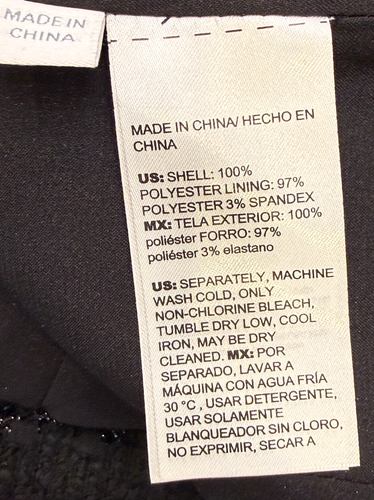 MADE IN
CHINA
MADE IN CHINA/ HECHO EN
CHINA
US: SHELL: 100%
POLYESTER LINING: 97%
POLYESTER 3% SPANDEX
MX: TELA EXTERIOR: 100%
poliéster FORRO: 97%
poliéster 3% elastano
US: SEPARATELY, MACHINE
WASH COLD, ONLY
NON-CHLORINE BLEACH,
TUMBLE DRY LOW, COOL
IRON, MAY BE DRY
CLEANED. MX: POR
SEPARADO, LAVAR A
MÁQUINA CON AGUA FRÍA
30 °C , USAR DETERGENTE,
USAR SOLAMENTE
BLANQUEADOR SIN CLORO,
NO EXPRIMIR, SECAR A